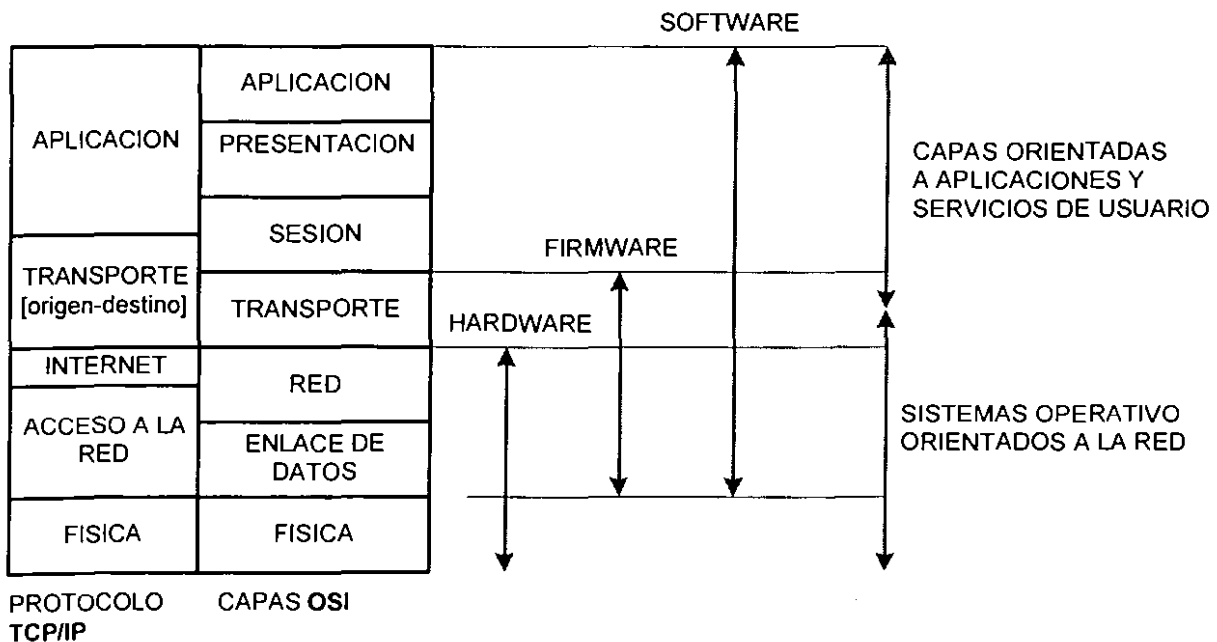 SOFTWARE
APLICACION
APLICACION
PRESENTACION
CAPAS ORIENTADAS
A APLICACIONES Y
SERVICIOS DE USUARIO
SESION
FIRMWARE
TRANSPORTE
[origen-destino]
TRANSPORTE
HARDWARE
INTERNET
RED
ACCESO A LA
RED
ENLACE DE
DATOS
SISTEMAS OPERATIVO
ORIENTADOS A LA RED
FISICA
FISICA
PROTOCOLO
TCP/IP
CAPAS OSI